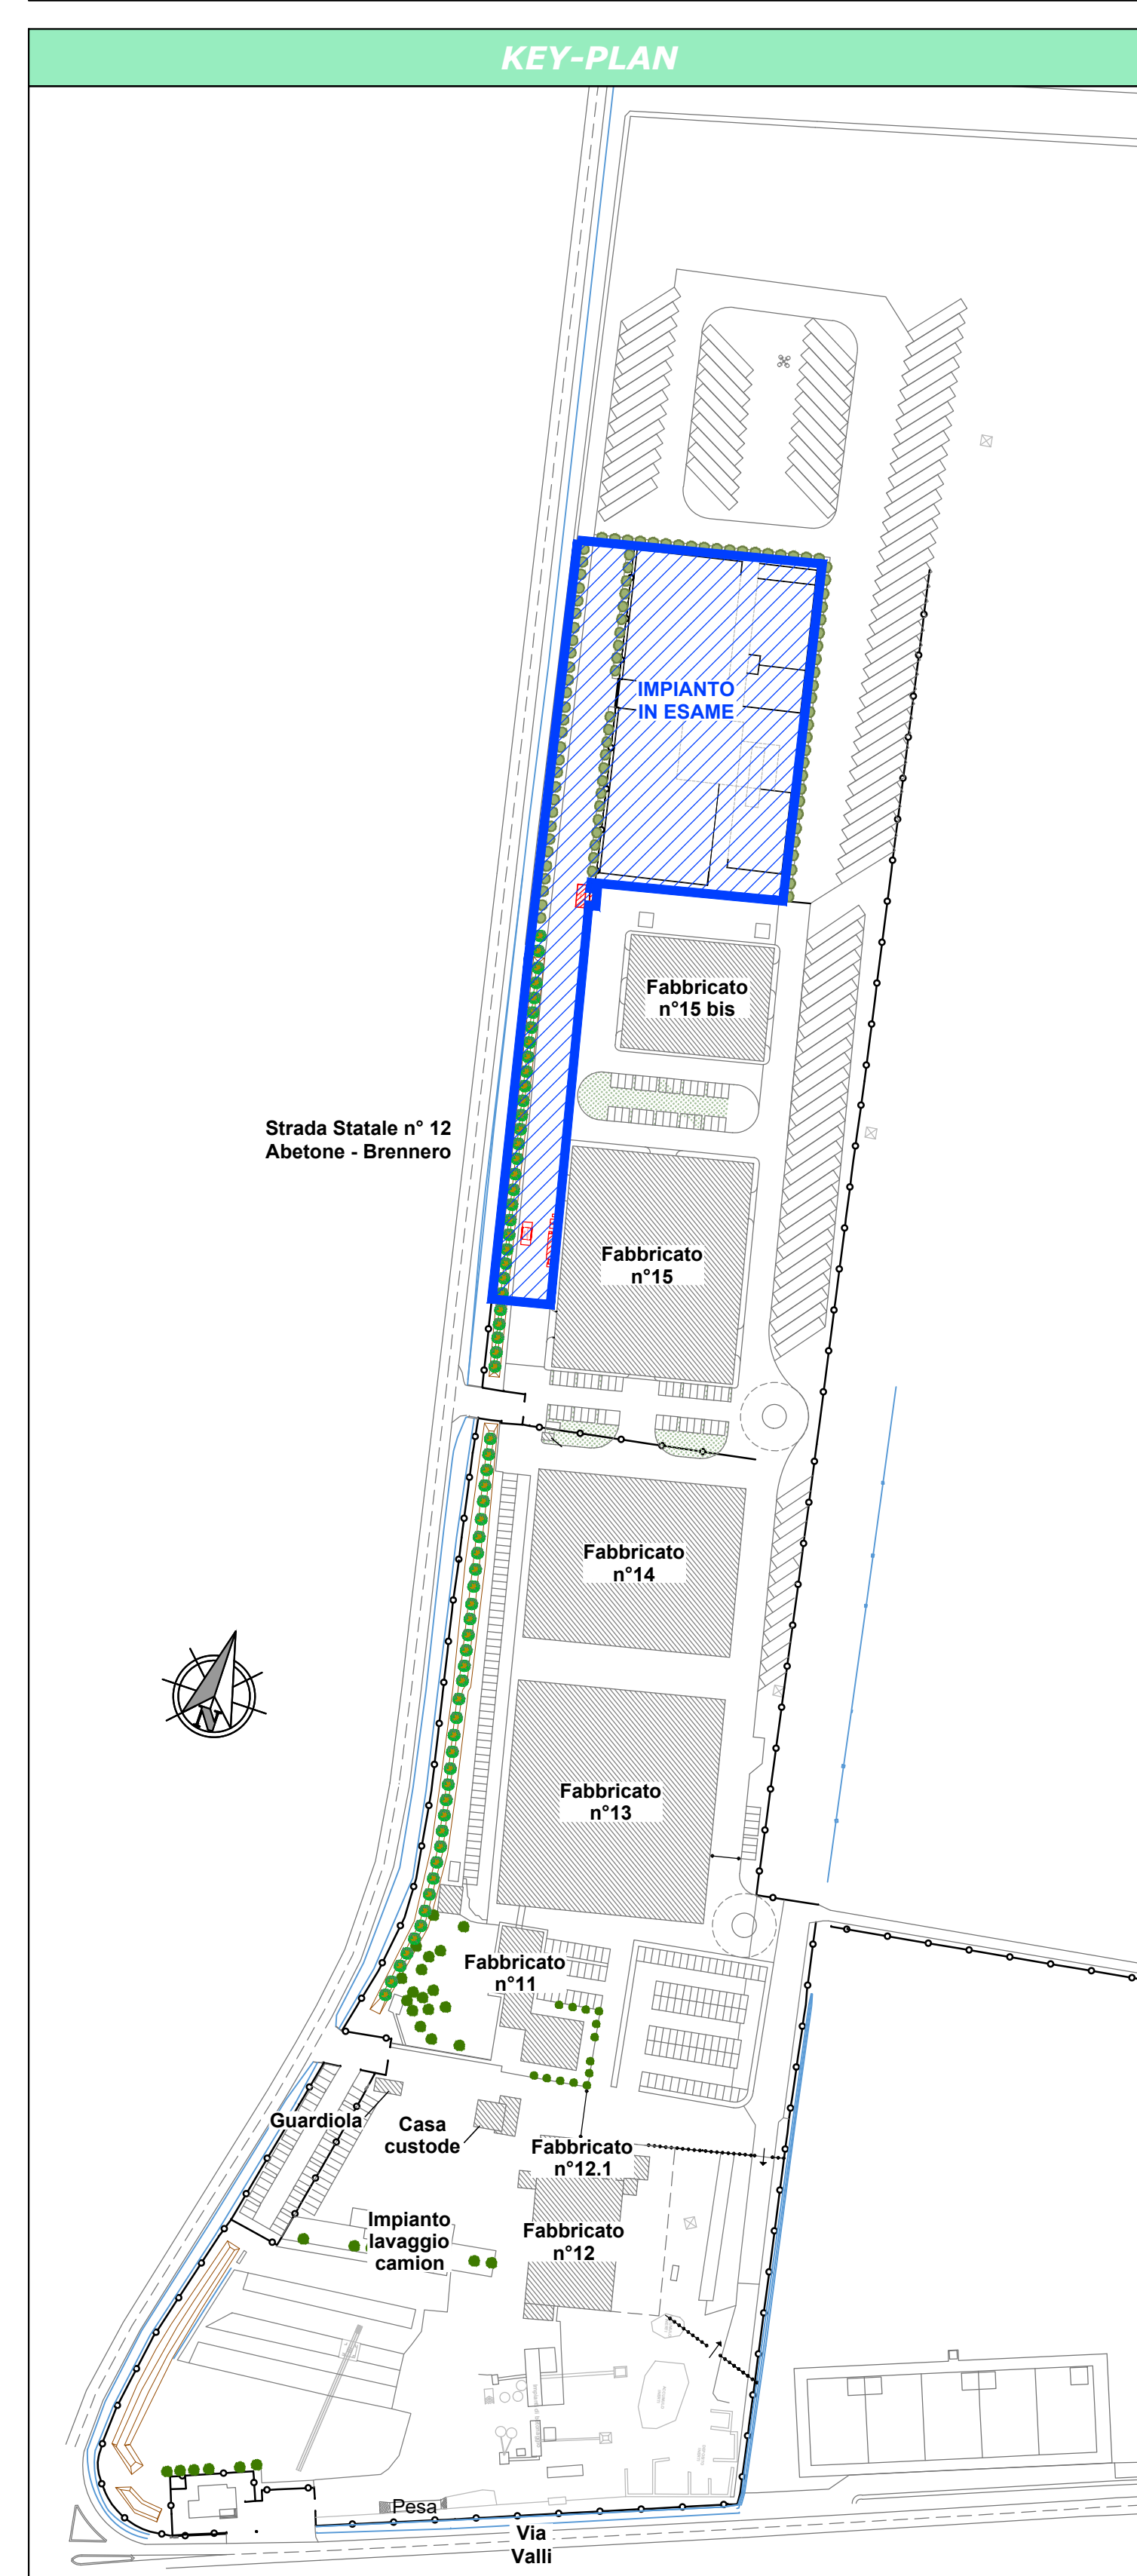 KEY-PLAN
IMPIANTO
IN ESAME
Fabbricato
n°15 bis
Strada Statale n° 12
Abetone - Brennero
Fabbricato
n°15
Fabbricato
n°14
N
Fabbricato
n°13
Fabbricato
n°11
Guardiola
Casa
custode
Fabbricato
n°12.1
Impianto
lavaggio
camion
Fabbricato
n°12
Pesa
Via
Valli